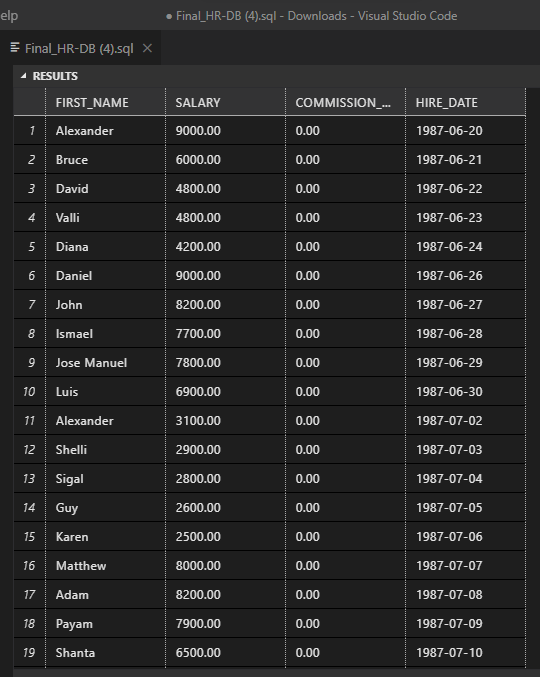 elp
● Final_HR-DB (4).sql - Downloads - Visual Studio Code
Final_HR-DB (4).sql ×
RESULTS
FIRST_NAME SALARY COMMISSION_... HIRE_DATE
1 Alexander 9000.00 0.00 1987-06-20
2 Bruce 6000.00 0.00 1987-06-21
3 David 4800.00 0.00 1987-06-22
4 Valli 4800.00 0.00 1987-06-23
5 Diana 4200.00 0.00 1987-06-24
6 Daniel 9000.00 0.00 1987-06-26
7 John 8200.00 0.00 1987-06-27
8 Ismael 7700.00 0.00 1987-06-28
9 Jose Manuel 7800.00 0.00 1987-06-29
10 Luis 6900.00 0.00 1987-06-30
11 Alexander 3100.00 0.00 1987-07-02
12 Shelli 2900.00 0.00 1987-07-03
13 Sigal 2800.00 0.00 1987-07-04
14 Guy 2600.00 0.00 1987-07-05
15 Karen 2500.00 0.00 1987-07-06
16 Matthew 8000.00 0.00 1987-07-07
17 Adam 8200.00 0.00 1987-07-08
18 Payam 7900.00 0.00 1987-07-09
19 Shanta 6500.00 0.00 1987-07-10